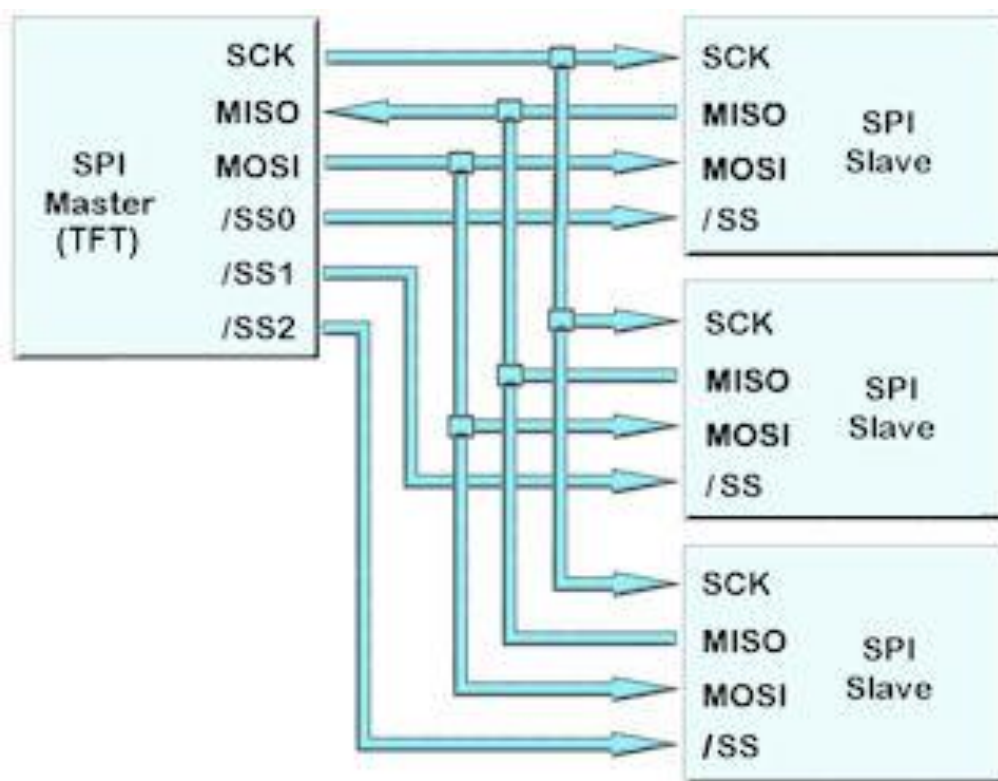 SCK
MISO
MOSI
/SS0
/SS1
/SS2
SPI
Master
(TFT)
SCK
MISO
MOSI
/SS
SPI
Slave
SCK
MISO
MOSI
/SS
SPI
Slave
SCK
MISO
MOSI
/SS
SPI
Slave